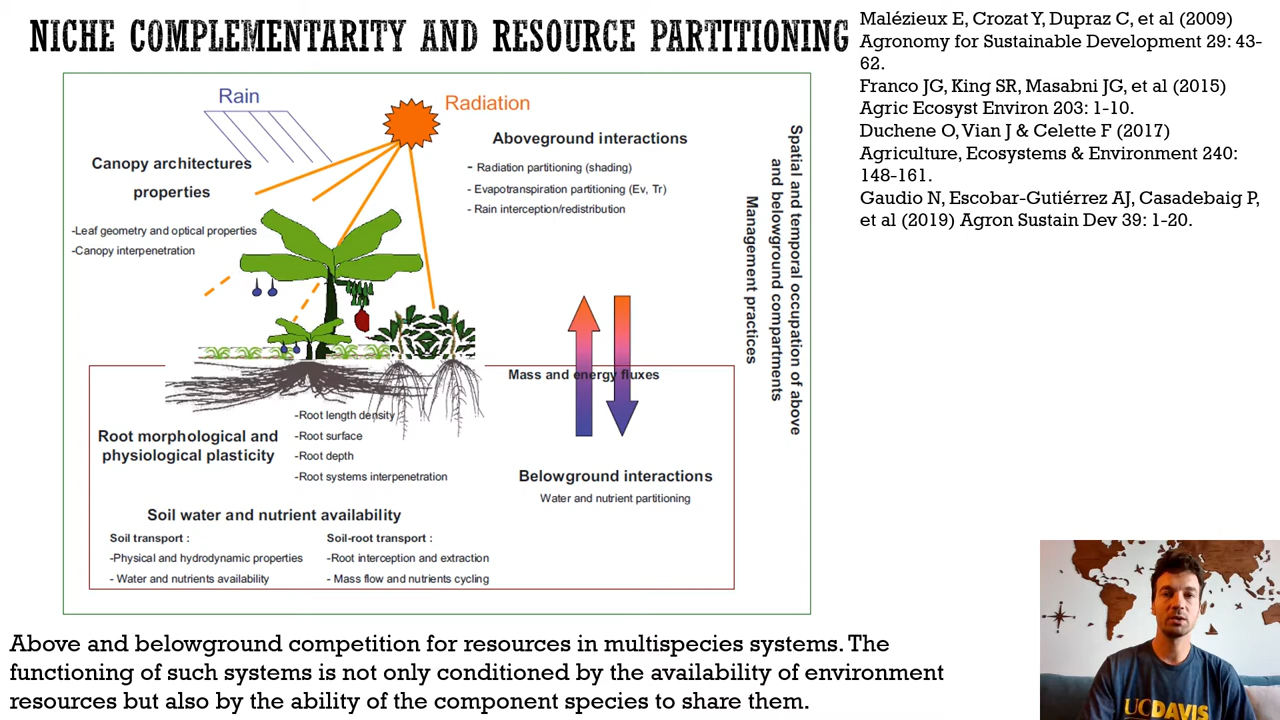 NICHE COMPLEMENTARITY AND RESOURCE PARTITIONING
Malézieux E, Crozat Y, Dupraz C, et al (2009)
Agronomy for Sustainable Development 29: 43-
62.
Franco JG, King SR, Masabni JG, et al (2015)
Agric Ecosyst Environ 203: 1-10.
Duchene O, Vian J & Celette F (2017)
Agriculture, Ecosystems & Environment 240:
148-161.
Gaudio N, Escobar-Gutiérrez AJ, Casadebaig P,
et al (2019) Agron Sustain Dev 39: 1-20.
Rain
Radiation
Canopy architectures
properties
-Leaf geometry and optical properties
-Canopy interpenetration
Aboveground interactions
- Radiation partitioning (shading)
- Evapotranspiration partitioning (Ev, Tr)
- Rain interception/redistribution
Spatial and temporal occupation of above
and belowground compartments
Management practices
Mass and energy fluxes
Root morphological and
physiological plasticity
-Root length density
-Root surface
-Root depth
-Root systems interpenetration
Belowground interactions
Water and nutrient partitioning
Soil water and nutrient availability
Soil transport :
-Physical and hydrodynamic properties
- Water and nutrients availability
Soil-root transport :
-Root interception and extraction
- Mass flow and nutrients cycling
Above and belowground competition for resources in multispecies systems. The
functioning of such systems is not only conditioned by the availability of environment
resources but also by the ability of the component species to share them.
UCDAVIS